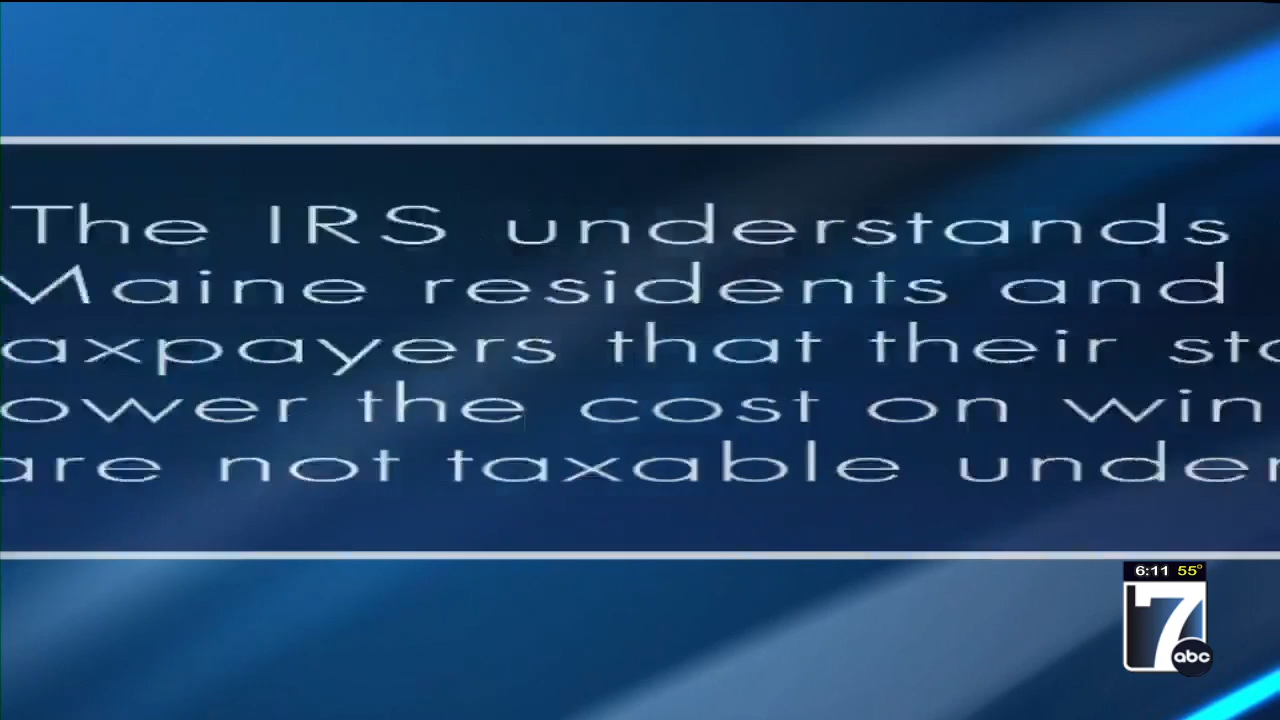 The IRS understands
Maine residents and
axpayers that their sta
ower the cost on win
are not taxable under
6:11 55°
7
abc